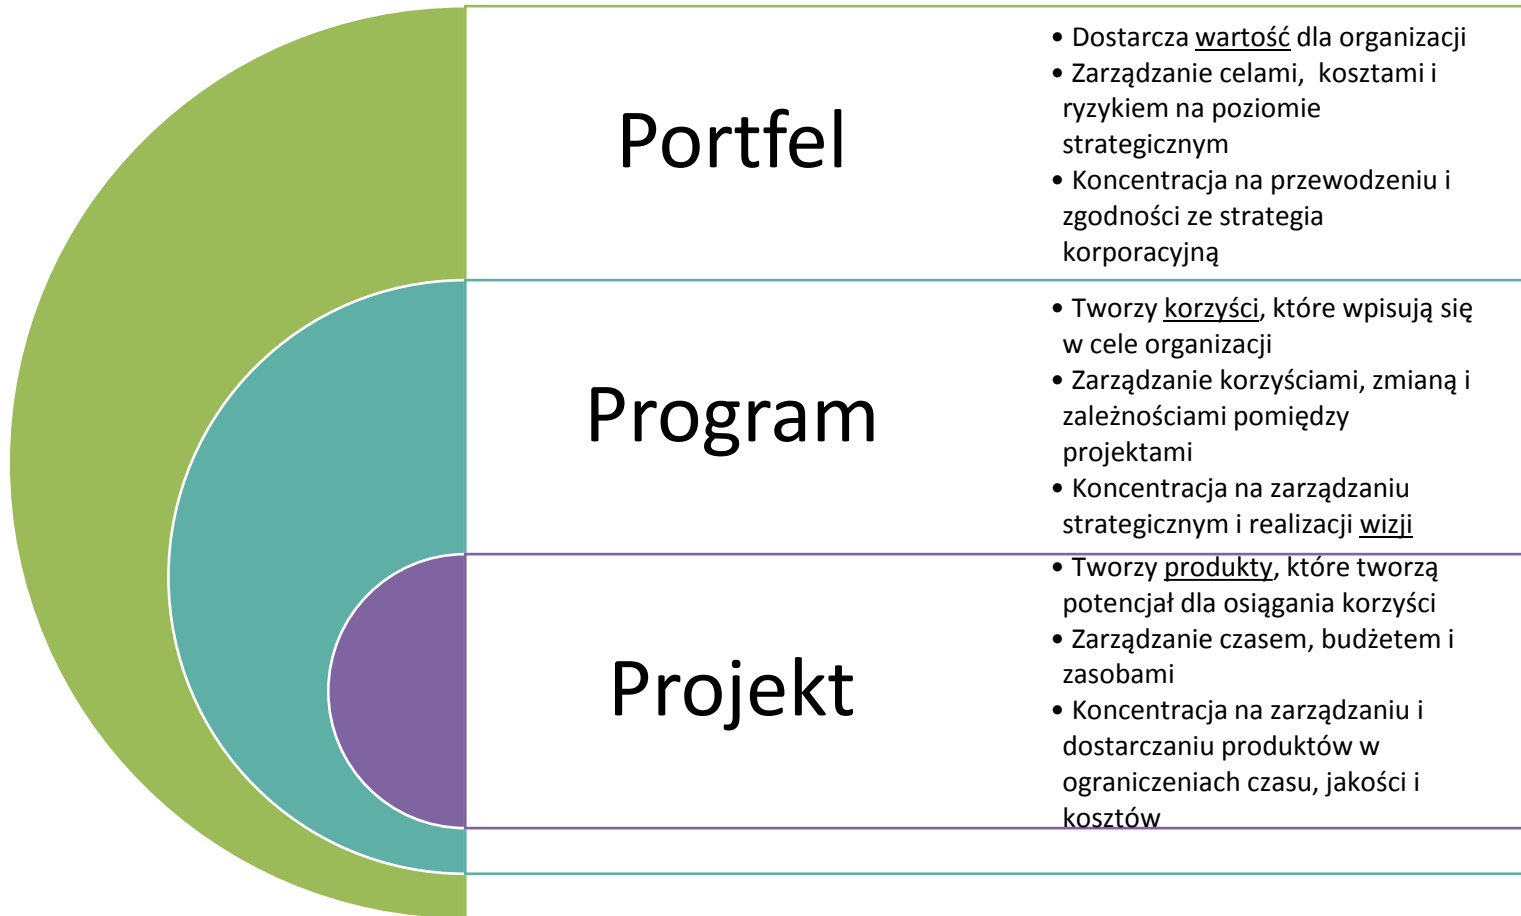 Portfel
• Dostarcza wartość dla organizacji
• Zarządzanie celami,  kosztami i
ryzykiem na poziomie
strategicznym
• Koncentracja na przewodzeniu i
zgodności ze strategia
korporacyjną
Program
• Tworzy korzyści, które wpisują się
w cele organizacji
• Zarządzanie korzyściami, zmianą i
zależnościami pomiędzy
projektami
• Koncentracja na zarządzaniu
strategicznym i realizacji wizji
Projekt
• Tworzy produkty, które tworzą
potencjał dla osiągania korzyści
• Zarządzanie czasem, budżetem i
zasobami
• Koncentracja na zarządzaniu i
dostarczaniu produktów w
ograniczeniach czasu, jakości i
kosztów